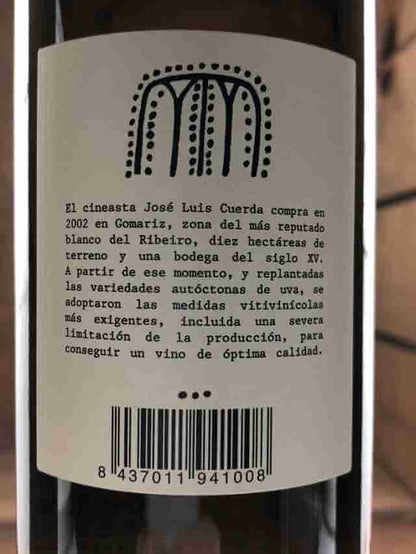 El cineasta José Luis Cuerda compra en
2002 en Gomariz, zona del más reputado
blanco del Ribeiro, diez hectáreas de
terreno y una bodega del siglo XV.
A partir de ese momento, y replantadas
las variedades autóctonas de uva, se
adoptaron las medidas vitivinícolas
más exigentes, incluida una severa
limitación de la producción, para
conseguir un vino de óptima calidad.
8 437011 941008